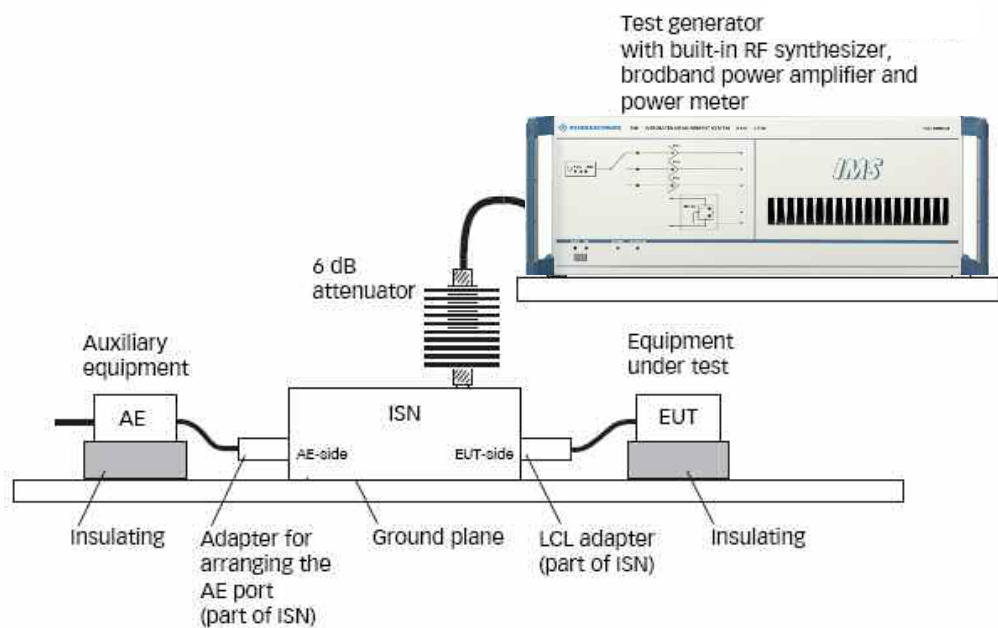 Test generator
with built-in RF synthesizer,
brodband power amplifier and
power meter
IMS
6 dB
attenuator
Auxiliary
equipment
Equipment
under test
AE
ISN
EUT
AE-side
EUT-side
Insulating
Adapter for
arranging the
AE port
(part of ISN)
Ground plane
LCL adapter
(part of ISN)
Insulating